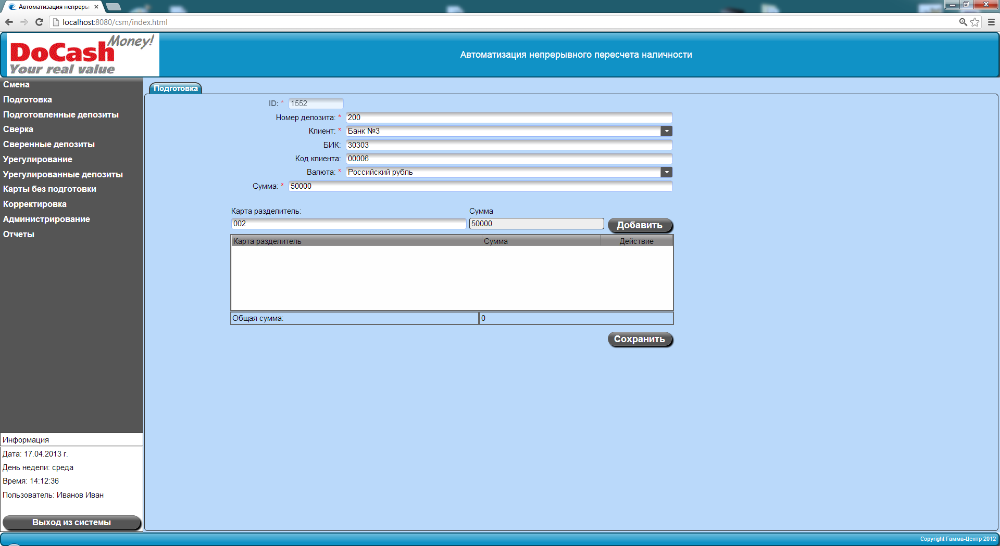 Автоматизация непреры
localhost:8080/csm/index.html
DoCash Money!
Your real value
Автоматизация непрерывного пересчета наличности
Смена
Подготовка
Подготовленные депозиты
Сверка
Сверенные депозиты
Урегулирование
Урегулированные депозиты
Карты без подготовки
Корректировка
Администрирование
Отчеты
Информация
Дата: 17.04.2013 г.
День недели: среда
Время: 14:12:36
Пользователь: Иванов Иван
Выход из системы
Подготовка
ID: * 1552
Номер депозита: * 200
Клиент: * Банк №3
БИК: 30303
Код клиента: 00006
Валюта: * Российский рубль
Сумма: * 50000
Карта разделитель: Сумма
002 50000 Добавить
Карта разделитель Сумма Действие
Общая сумма: 0
Сохранить
Copyright Гамма-Центр 2012